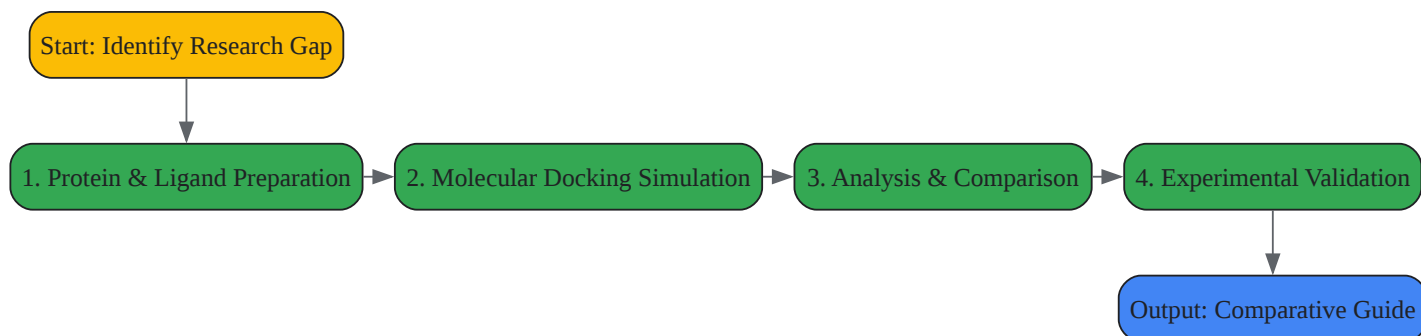 Start: Identify Research Gap
1. Protein & Ligand Preparation
2. Molecular Docking Simulation
3. Analysis & Comparison
4. Experimental Validation
Output: Comparative Guide